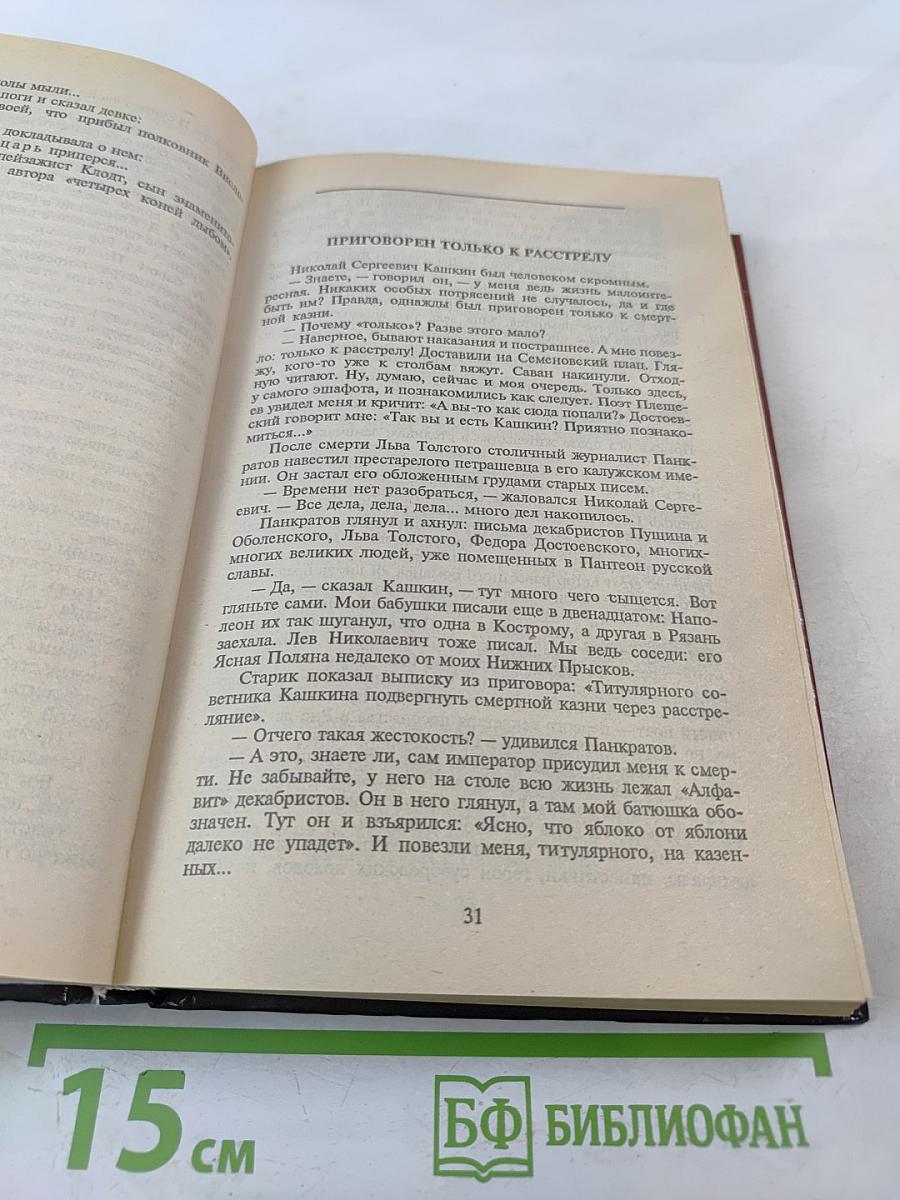 олы мыли...
поги и сказал девке:
воей, что прибыл полковник
докладывала о нем:
царь приперся...
пейзажист Клодт, сын знаменито-
автора «четырех коней дыбом».
ПРИГОВОРЕН ТОЛЬКО К РАССТРЕЛУ
Николай Сергеевич Кашкин был человеком скромным.
— Знаете, — говорил он, — у меня ведь жизнь малоинте-
ресная. Никаких особых потрясений не случалось, да и где
быть им? Правда, однажды был приговорен только к смерт-
ной казни.
— Почему «только»? Разве этого мало?
— Наверное, бывают наказания и пострашнее. А мне повез-
ло: только к расстрелу! Доставили на Семеновский плац. Гля-
жу, кого-то уже к столбам вяжут. Саван накинули. Отход-
ную читают. Ну, думаю, сейчас и моя очередь. Только здесь,
у самого эшафота, и познакомились как следует. Поэт Плеще-
ев увидел меня и кричит: «А вы-то как сюда попали?» Достоев-
ский говорит мне: «Так вы и есть Кашкин? Приятно познако-
миться...»
После смерти Льва Толстого столичный журналист Панк-
ратов навестил престарелого петрашевца в его калужском име-
нии. Он застал его обложенным грудами старых писем.
— Времени нет разобраться, — жаловался Николай Серге-
евич. — Все дела, дела, дела... много дел накопилось.
Панкратов глянул и ахнул: письма декабристов Пущина и
Оболенского, Льва Толстого, Федора Достоевского, многих-
многих великих людей, уже помещенных в Пантеон русской
славы.
— Да, — сказал Кашкин, — тут много чего сыщется. Вот
гляньте сами. Мои бабушки писали еще в двенадцатом: Напо-
леон их так шуганул, что одна в Кострому, а другая в Рязань
заехала. Лев Николаевич тоже писал. Мы ведь соседи: его
Ясная Поляна недалеко от моих Нижних Прысков.
Старик показал выписку из приговора: «Титулярного со-
ветника Кашкина подвергнуть смертной казни через расстре-
ляние».
— Отчего такая жестокость? — удивился Панкратов.
— А это, знаете ли, сам император присудил меня к смер-
ти. Не забывайте, у него на столе всю жизнь лежал «Алфа-
вит» декабристов. Он в него глянул, а там мой батюшка обо-
значен. Тут он и взъярился: «Ясно, что яблоко от яблони
далеко не упадет». И повезли меня, титулярного, на казен-
ных...
31
15 см
БФ БИБЛИОФАН